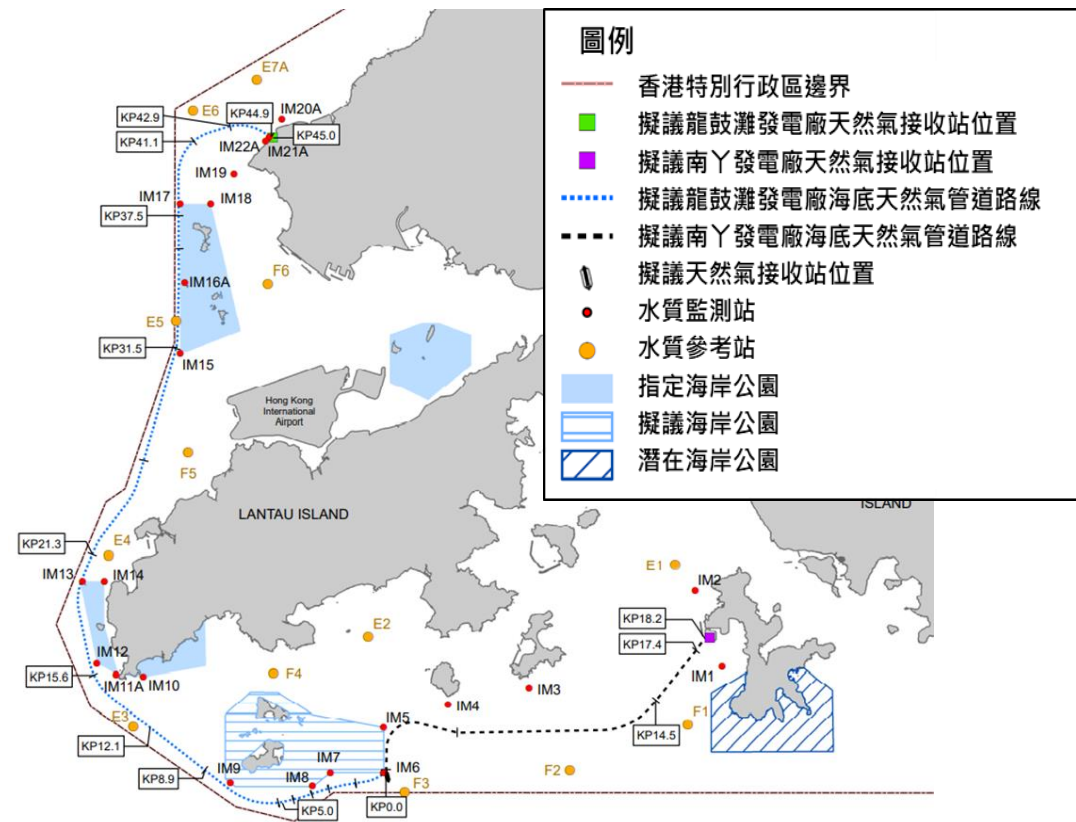 圖例
香港特別行政區邊界
擬議龍鼓灘發電廠天然氣接收站位置
擬議南丫發電廠天然氣接收站位置
擬議龍鼓灘發電廠海底天然氣管道路線
擬議南丫發電廠海底天然氣管道路線
擬議天然氣接收站位置
水质監測站
水质參考站
指定海岸公園
擬議海岸公園
潛在海岸公園
E7A
E6
KP42.9
KP44.9
IM20A
KP41.1
IM22A
KP45.0
IM21A
IM19
IM17
IM18
KP37.5
F6
IM16A
E5
KP31.5
IM15
Hong Kong
International
Airport
F5
LANTAU ISLAND
ISLAND
KP21.3
E4
E1
IM13
IM14
IM2
KP18.2
E2
KP17.4
IM12
KP15.6
IM11A
IM10
F4
IM3
IM1
IM4
E3
IM5
F1
KP14.5
KP12.1
KP8.9
IM9
IM7
IM6
F2
IM8
F3
KP5.0
KP0.0